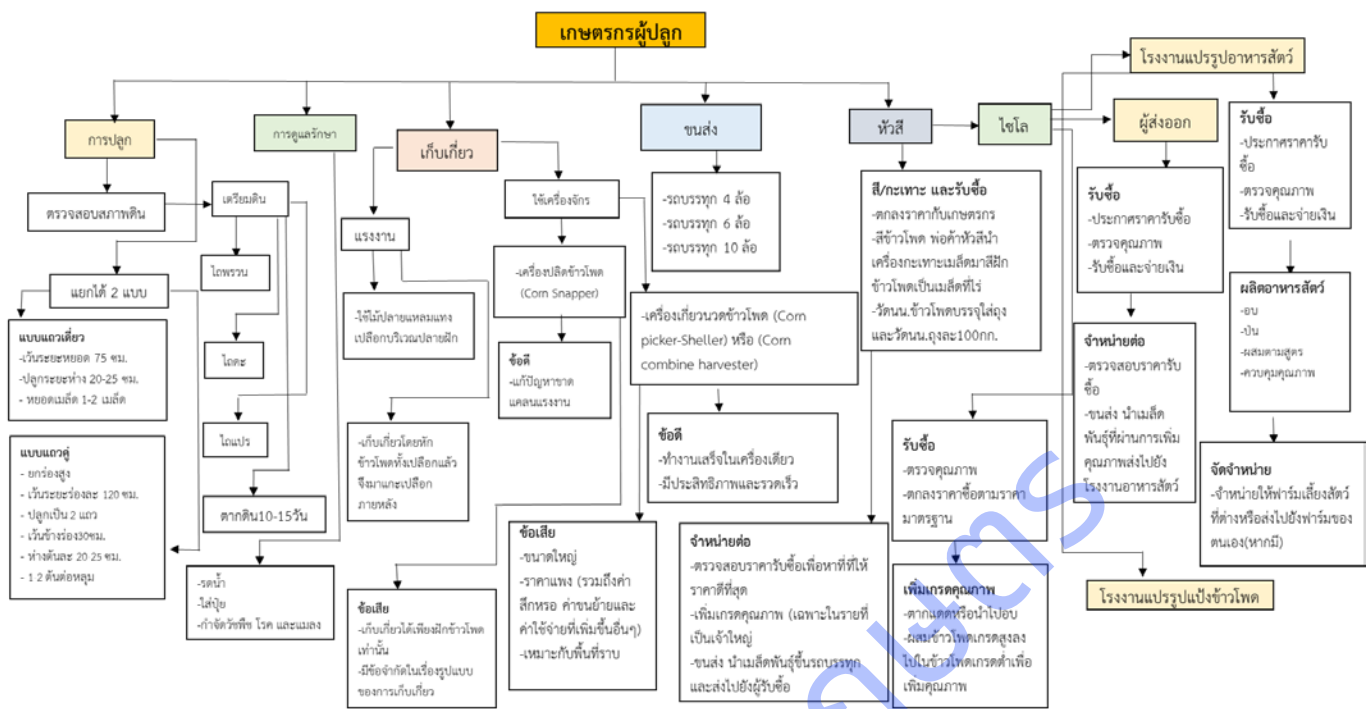 เกษตรกรผู้ปลูก
การปลูก
ตรวจสอบสภาพดิน
เตรียมดิน
ไถพรวน
ไถดะ
ไถแปร
ตากดิน10-15วัน
แยกได้ 2 แบบ
แบบแถวเดี่ยว
-เว้นระยะหยอด 75 ซม.
-ปลูกระยะห่าง 20-25 ซม.
- หยอดเมล็ด 1-2 เมล็ด
แบบแถวคู่
- ยกร่องสูง
- เว้นระยะร่องละ 120 ซม.
- ปลูกเป็น 2 แถว
- เว้นข้างร่อง30ซม.
- ห่างต้นละ 20 25 ซม.
- 1 2 ต้นต่อหลุม
การดูแลรักษา
-รดน้ำ
-ใส่ปุ๋ย
-กำจัดวัชพืช โรค และแมลง
เก็บเกี่ยว
แรงงาน
-ใช้ไม้ปลายแหลมแทง
เปลือกบริเวณปลายฝัก
-เก็บเกี่ยวโดยหัก
ข้าวโพดทั้งเปลือกแล้ว
จึงมาแกะเปลือก
ภายหลัง
ใช้เครื่องจักร
-เครื่องปลิดข้าวโพด
(Corn Snapper)
ข้อดี
-แก้ปัญหาขาด
แคลนแรงงาน
ข้อเสีย
-เก็บเกี่ยวได้เพียงฝักข้าวโพด
เท่านั้น
-มีข้อจำกัดในเรื่องรูปแบบ
ของการเก็บเกี่ยว
-เครื่องเกี่ยวนวดข้าวโพด (Corn
picker-Sheller) หรือ (Corn
combine harvester)
ข้อดี
-ทำงานเสร็จในเครื่องเดียว
-มีประสิทธิภาพและรวดเร็ว
ข้อเสีย
-ขนาดใหญ่
-ราคาแพง (รวมถึงค่า
สึกหรอ ค่าขนย้ายและ
ค่าใช้จ่ายที่เพิ่มขึ้นอื่นๆ)
-เหมาะกับพื้นที่ราบ
ขนส่ง
-รถบรรทุก 4 ล้อ
-รถบรรทุก 6 ล้อ
-รถบรรทุก 10 ล้อ
หัวสี
สี/กะเทาะ และรับซื้อ
-ตกลงราคากับเกษตรกร
-สีข้าวโพด พ่อค้าหัวสีนำ
เครื่องกะเทาะเมล็ดมาสีฝัก
ข้าวโพดเป็นเมล็ดที่ไร่
-วัดนน.ข้าวโพดบรรจุใส่ถุง
และวัดนน.ถุงละ100กก.
จำหน่ายต่อ
-ตรวจสอบราคารับซื้อเพื่อหาที่ที่ให้
ราคาดีที่สุด
-เพิ่มเกรดคุณภาพ (เฉพาะในรายที่
เป็นเจ้าใหญ่
-ขนส่ง นำเมล็ดพันธุ์ขึ้นรถบรรทุก
และส่งไปยังผู้รับซื้อ
ไซโล
รับซื้อ
-ตรวจคุณภาพ
-ตกลงราคาซื้อตามราคา
มาตรฐาน
เพิ่มเกรดคุณภาพ
-ตากแดดหรือนำไปอบ
-ผสมข้าวโพดเกรดสูงลง
ไปในข้าวโพดเกรดต่ำเพื่อ
เพิ่มคุณภาพ
ผู้ส่งออก
รับซื้อ
-ประกาศราคารับซื้อ
-ตรวจคุณภาพ
-รับซื้อและจ่ายเงิน
จำหน่ายต่อ
-ตรวจสอบราคารับ
ซื้อ
-ขนส่ง นำเมล็ด
พันธุ์ที่ผ่านการเพิ่ม
คุณภาพส่งไปยัง
โรงงานอาหารสัตว์
โรงงานแปรรูปอาหารสัตว์
รับซื้อ
-ประกาศราคารับ
ซื้อ
-ตรวจคุณภาพ
-รับซื้อและจ่ายเงิน
ผลิตอาหารสัตว์
-อบ
-ป่น
-ผสมตามสูตร
-ควบคุมคุณภาพ
จัดจำหน่าย
-จำหน่ายให้ฟาร์มเลี้ยงสัตว์
ที่ต่างหรือส่งไปยังฟาร์มของ
ตนเอง(หากมี)
โรงงานแปรรูปแป้งข้าวโพด